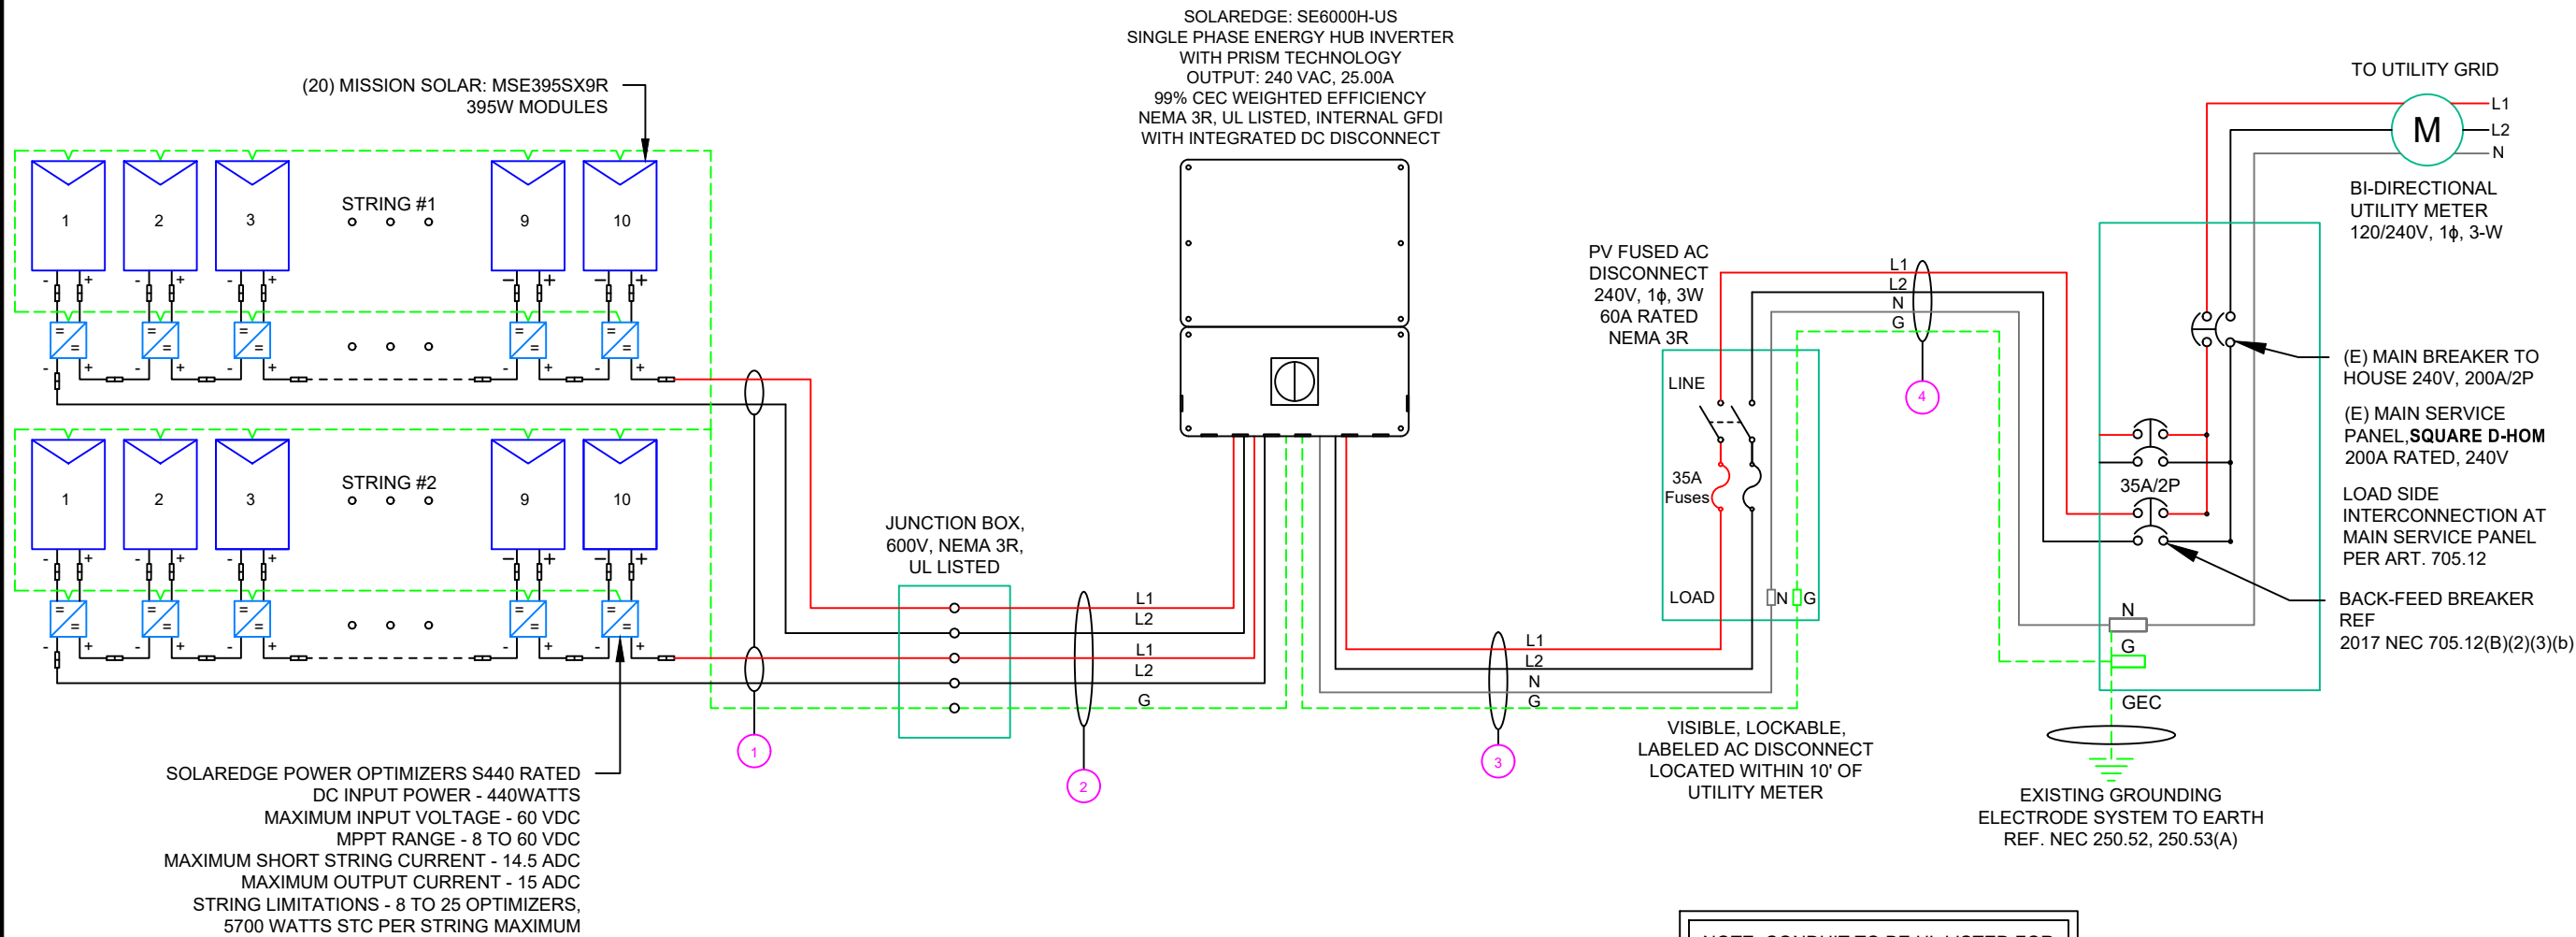 SOLAREDGE: SE6000H-US
SINGLE PHASE ENERGY HUB INVERTER
WITH PRISM TECHNOLOGY
OUTPUT: 240 VAC, 25.00A
99% CEC WEIGHTED EFFICIENCY
NEMA 3R, UL LISTED, INTERNAL GFDI
WITH INTEGRATED DC DISCONNECT
(20) MISSION SOLAR: MSE395SX9R
395W MODULES
1
2
3
STRING #1
9
10
- + - + - + - + - +
= = = = =
= = = = =
- + - + - + - + - +
1
2
3
STRING #2
9
10
- + - + - + - + - +
= = = = =
= = = = =
- + - + - + - + - +
SOLAREDGE POWER OPTIMIZERS S440 RATED
DC INPUT POWER - 440WATTS
MAXIMUM INPUT VOLTAGE - 60 VDC
MPPT RANGE - 8 TO 60 VDC
MAXIMUM SHORT STRING CURRENT - 14.5 ADC
MAXIMUM OUTPUT CURRENT - 15 ADC
STRING LIMITATIONS - 8 TO 25 OPTIMIZERS,
5700 WATTS STC PER STRING MAXIMUM
1
JUNCTION BOX,
600V, NEMA 3R,
UL LISTED
L1
L2
L1
L2
G
2
L1
L2
N
G
3
PV FUSED AC
DISCONNECT
240V, 1ϕ, 3W
60A RATED
NEMA 3R
LINE
35A
Fuses
LOAD
N
G
VISIBLE, LOCKABLE,
LABELED AC DISCONNECT
LOCATED WITHIN 10' OF
UTILITY METER
L1
L2
N
G
4
TO UTILITY GRID
M
L1
L2
N
BI-DIRECTIONAL
UTILITY METER
120/240V, 1ϕ, 3-W
(E) MAIN BREAKER TO
HOUSE 240V, 200A/2P
(E) MAIN SERVICE
PANEL,SQUARE D-HOM
200A RATED, 240V
35A/2P
LOAD SIDE
INTERCONNECTION AT
MAIN SERVICE PANEL
PER ART. 705.12
BACK-FEED BREAKER
REF
2017 NEC 705.12(B)(2)(3)(b)
N
G
GEC
EXISTING GROUNDING
ELECTRODE SYSTEM TO EARTH
REF. NEC 250.52, 250.53(A)
NOTE: CONDUIT TO BE UL LISTED FOR